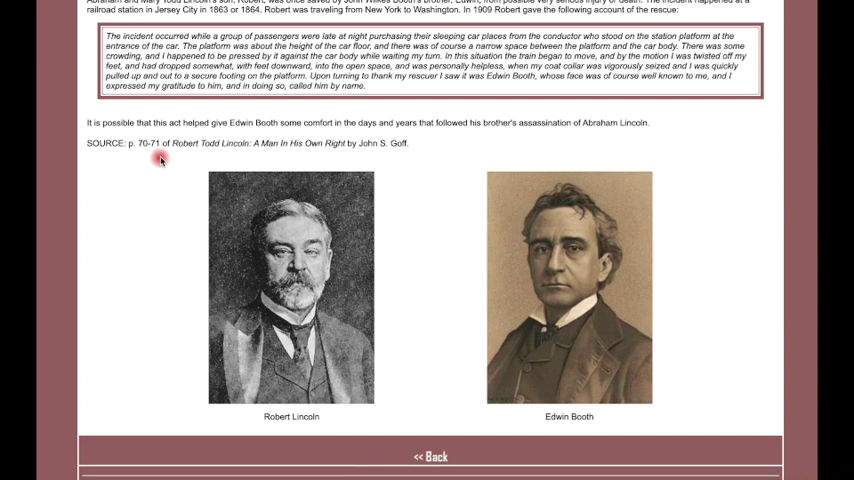 Abraham and Mary Todd Lincoln's son, Robert, was once saved by John Wilkes Booth's brother, Edwin, from possible very serious injury or death. The incident happened at a
railroad station in Jersey City in 1863 or 1864. Robert was traveling from New York to Washington. In 1909 Robert gave the following account of the rescue:
The incident occurred while a group of passengers were late at night purchasing their sleeping car places from the conductor who stood on the station platform at the
entrance of the car. The platform was about the height of the car floor, and there was of course a narrow space between the platform and the car body. There was some
crowding, and I happened to be pressed by it against the car body while waiting my turn. In this situation the train began to move, and by the motion I was twisted off my
feet, and had dropped somewhat, with feet downward, into the open space, and was personally helpless, when my coat collar was vigorously seized and I was quickly
pulled up and out to a secure footing on the platform. Upon turning to thank my rescuer I saw it was Edwin Booth, whose face was of course well known to me, and I
expressed my gratitude to him, and in doing so, called him by name.
It is possible that this act helped give Edwin Booth some comfort in the days and years that followed his brother's assassination of Abraham Lincoln.
SOURCE: p. 70-71 of Robert Todd Lincoln: A Man In His Own Right by John S. Goff.
Robert Lincoln
Edwin Booth
<< Back